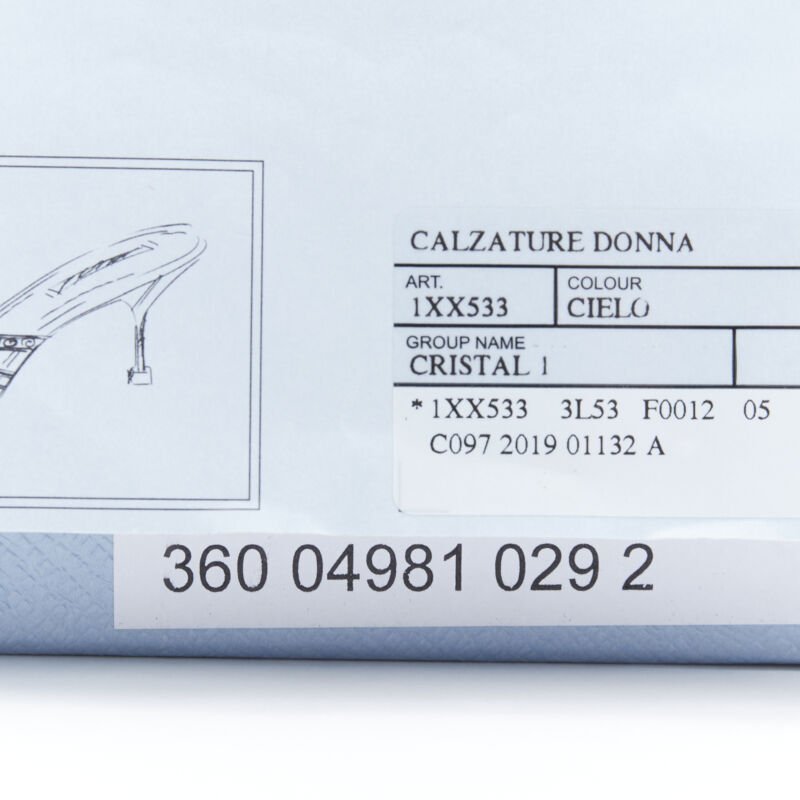 CALZATURE DONNA
ART. COLOUR
1XX533 CIELO
GROUP NAME
CRISTAL 1
*1XX533 3L53 F0012 05
C097 2019 01132 A
360 04981 029 2